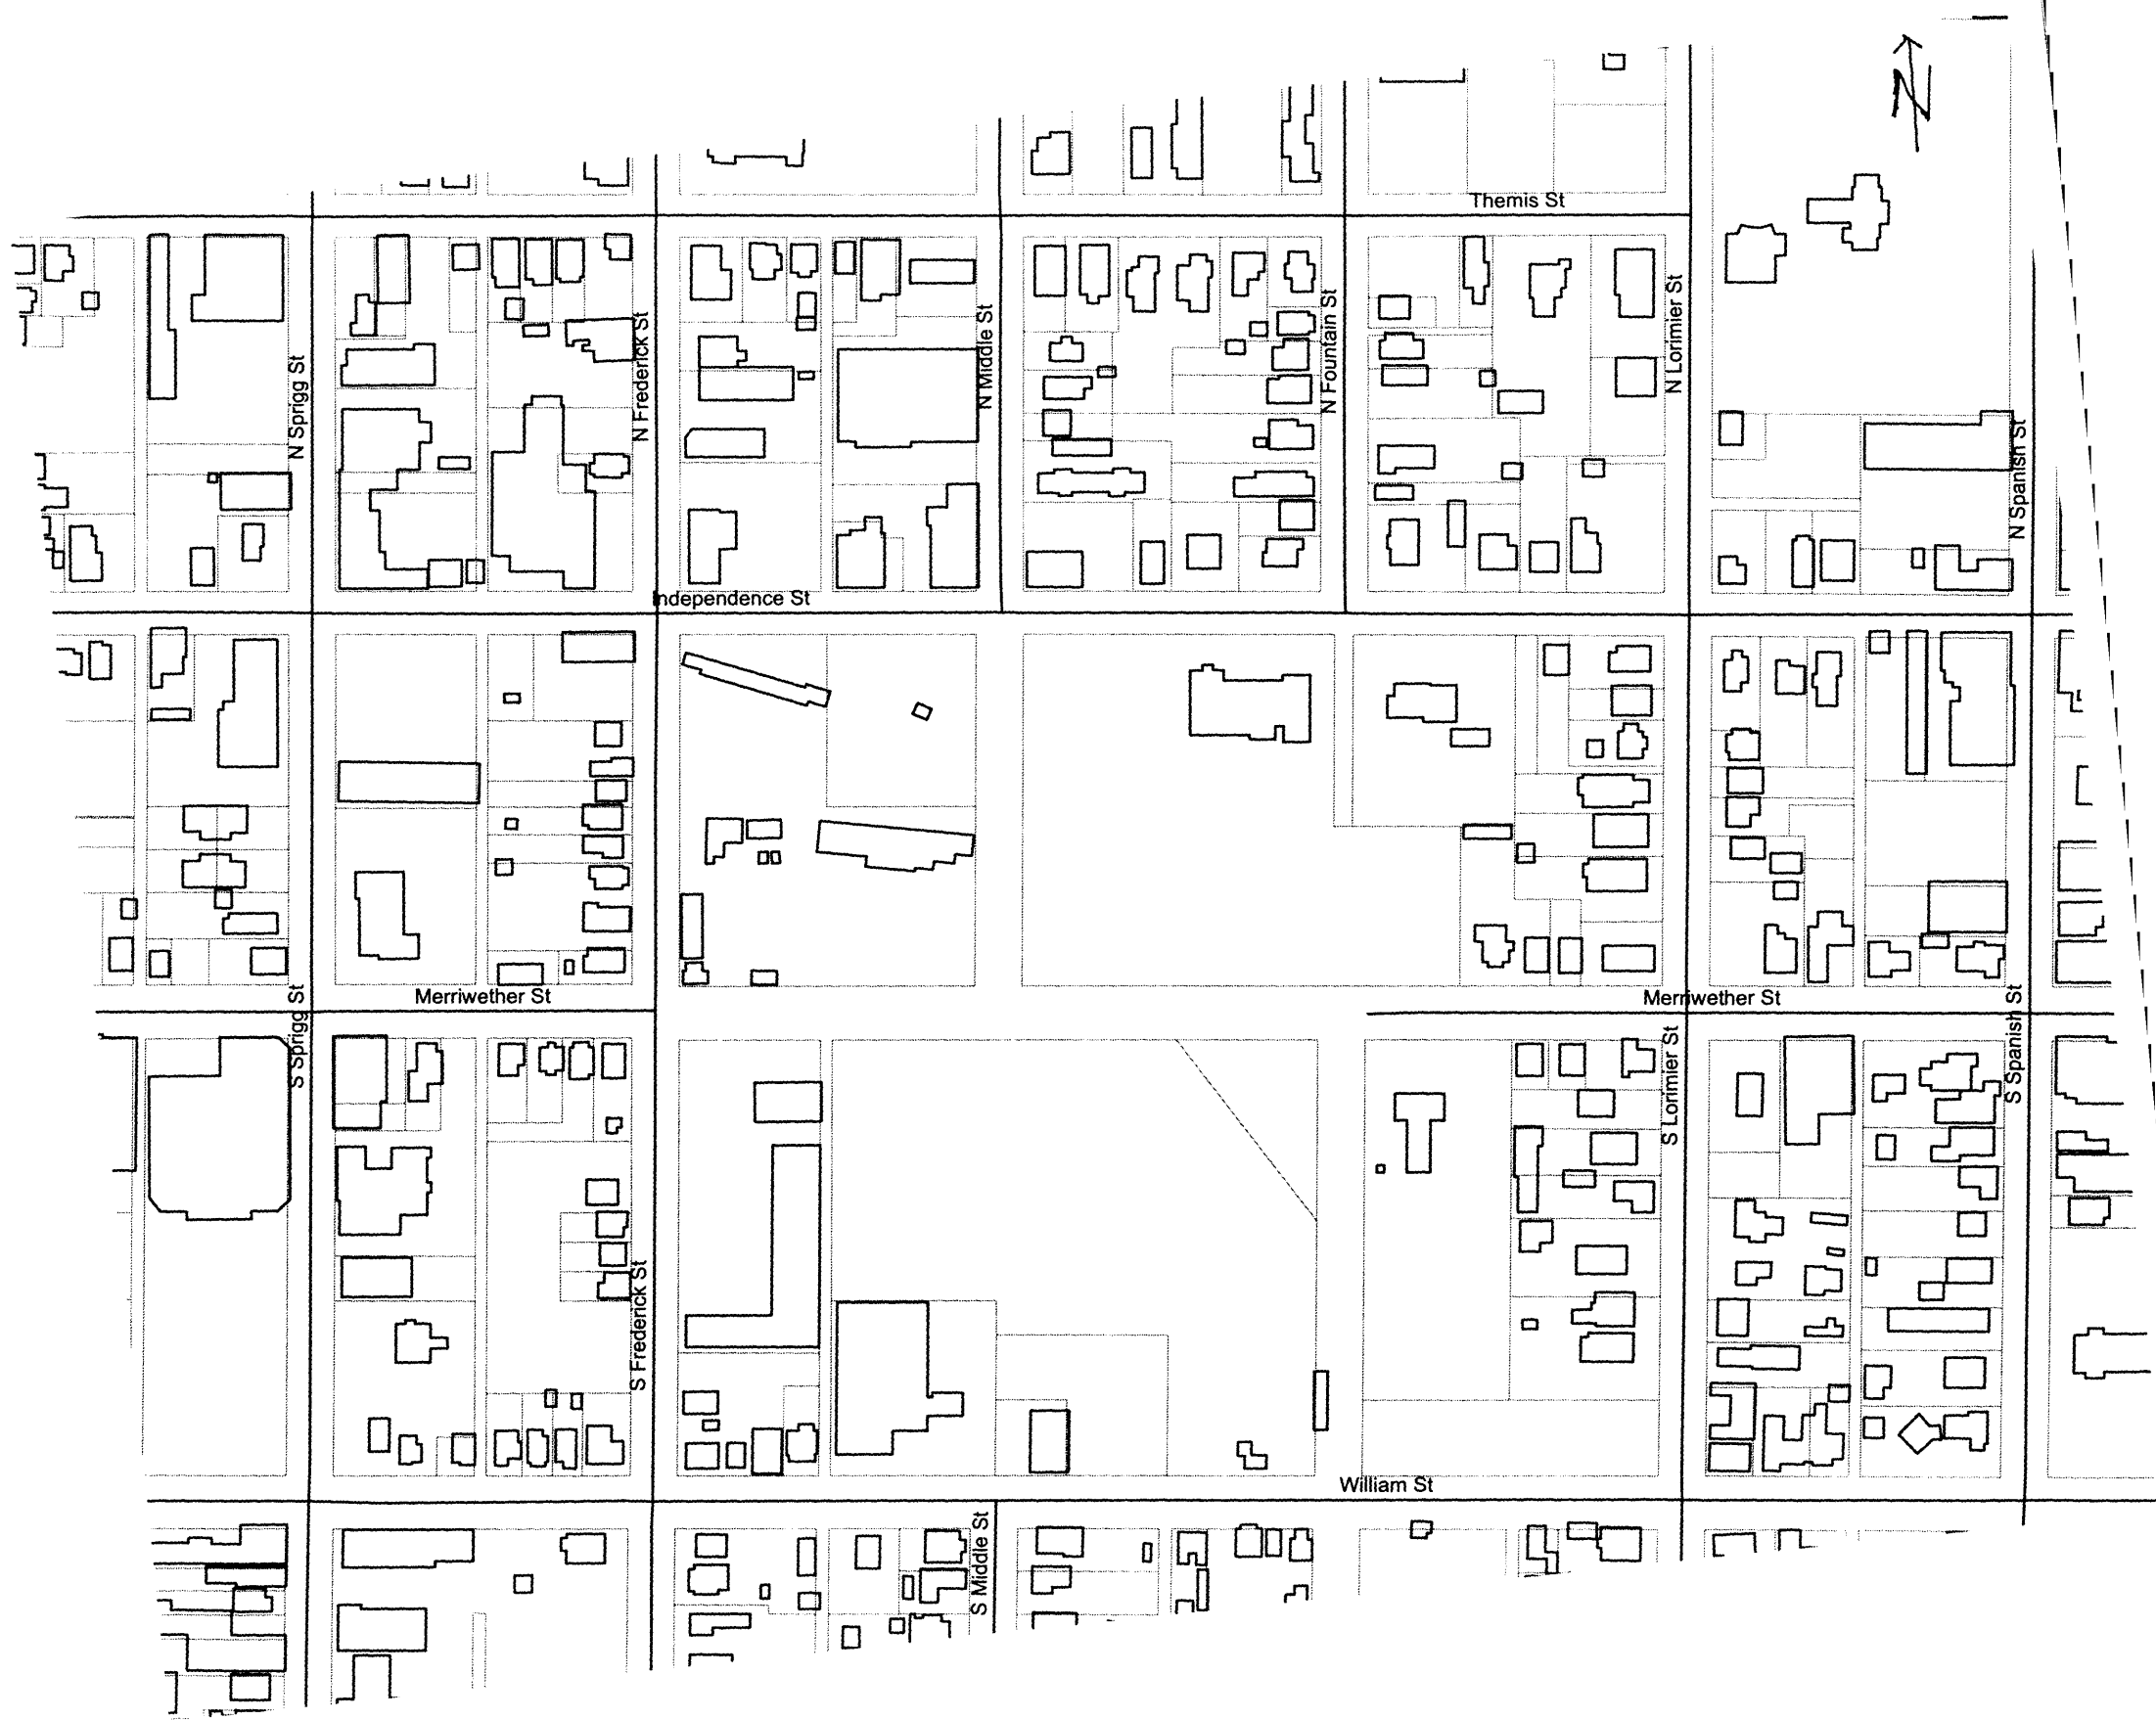 N
Themis St
N Sprigg St
N Frederick St
N Middle St
N Fountain St
N Lorimier St
N Spanish St
Independence St
Merriwether St
Merriwether St
S Sprigg St
S Frederick St
S Lorimier St
S Spanish St
William St
S Middle St